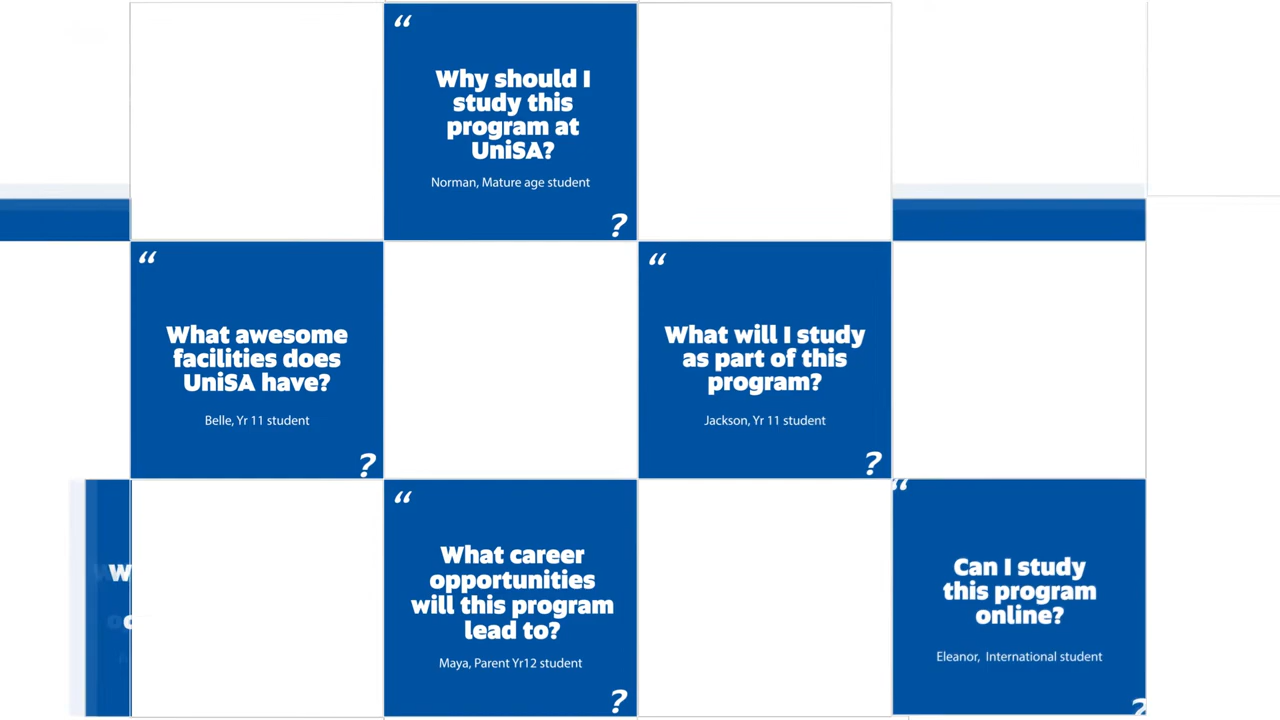 “
Why should I
study this
program at
UniSA?
Norman, Mature age student
?
“
What awesome
facilities does
UniSA have?
Belle, Yr 11 student
?
“
What will I study
as part of this
program?
Jackson, Yr 11 student
?
“
What career
opportunities
will this program
lead to?
Maya, Parent Yr12 student
?
“
Can I study
this program
online?
Eleanor, International student
?